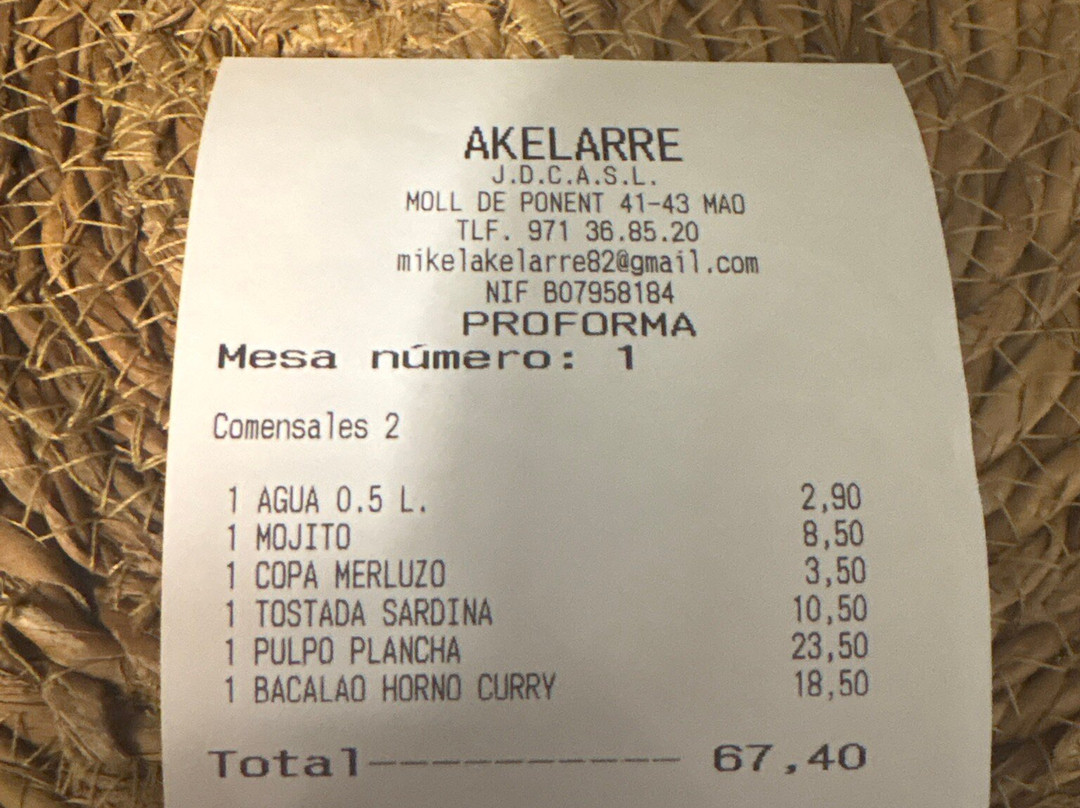 AKELARRE
J.D.C.A.S.L.
MOLL DE PONENT 41-43 MAO
TLF. 971 36.85.20
mikelakelarre82@gmail.com
NIF B07958184
PROFORMA
Mesa número: 1
Comensales 2
1 AGUA 0.5 L. 2,90
1 MOJITO 8,50
1 COPA MERLUZO 3,50
1 TOSTADA SARDINA 10,50
1 PULPO PLANCHA 23,50
1 BACALAO HORNO CURRY 18,50
Total---------- 67,40